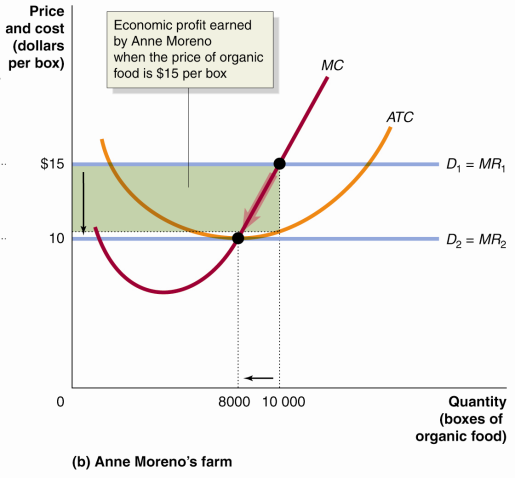 Price
and cost
(dollars
per box)
Economic profit earned
by Anne Moreno
when the price of organic
food is $15 per box
MC
ATC
$15
D₁ = MR₁
10
D₂ = MR₂
0
8000
10 000
Quantity
(boxes of
organic food)
(b) Anne Moreno's farm